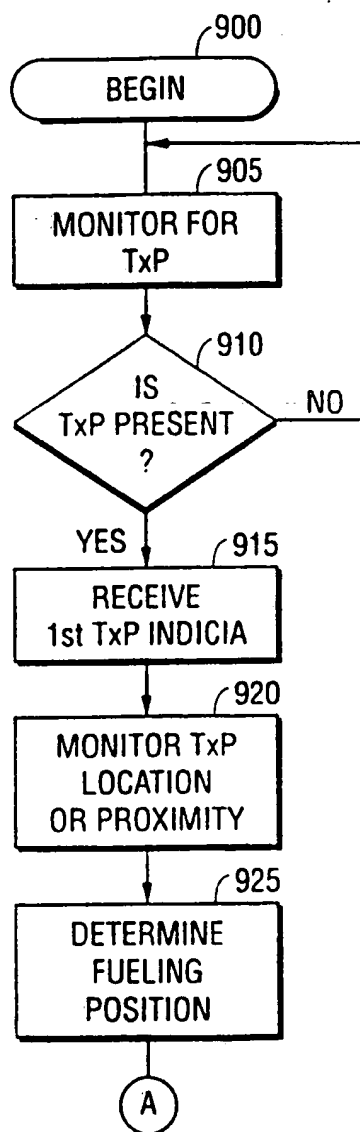 900
BEGIN
905
MONITOR FOR
TxP
910
IS
TxP PRESENT
?
NO
YES
915
RECEIVE
1st TxP INDICIA
920
MONITOR TxP
LOCATION
OR PROXIMITY
925
DETERMINE
FUELING
POSITION
A